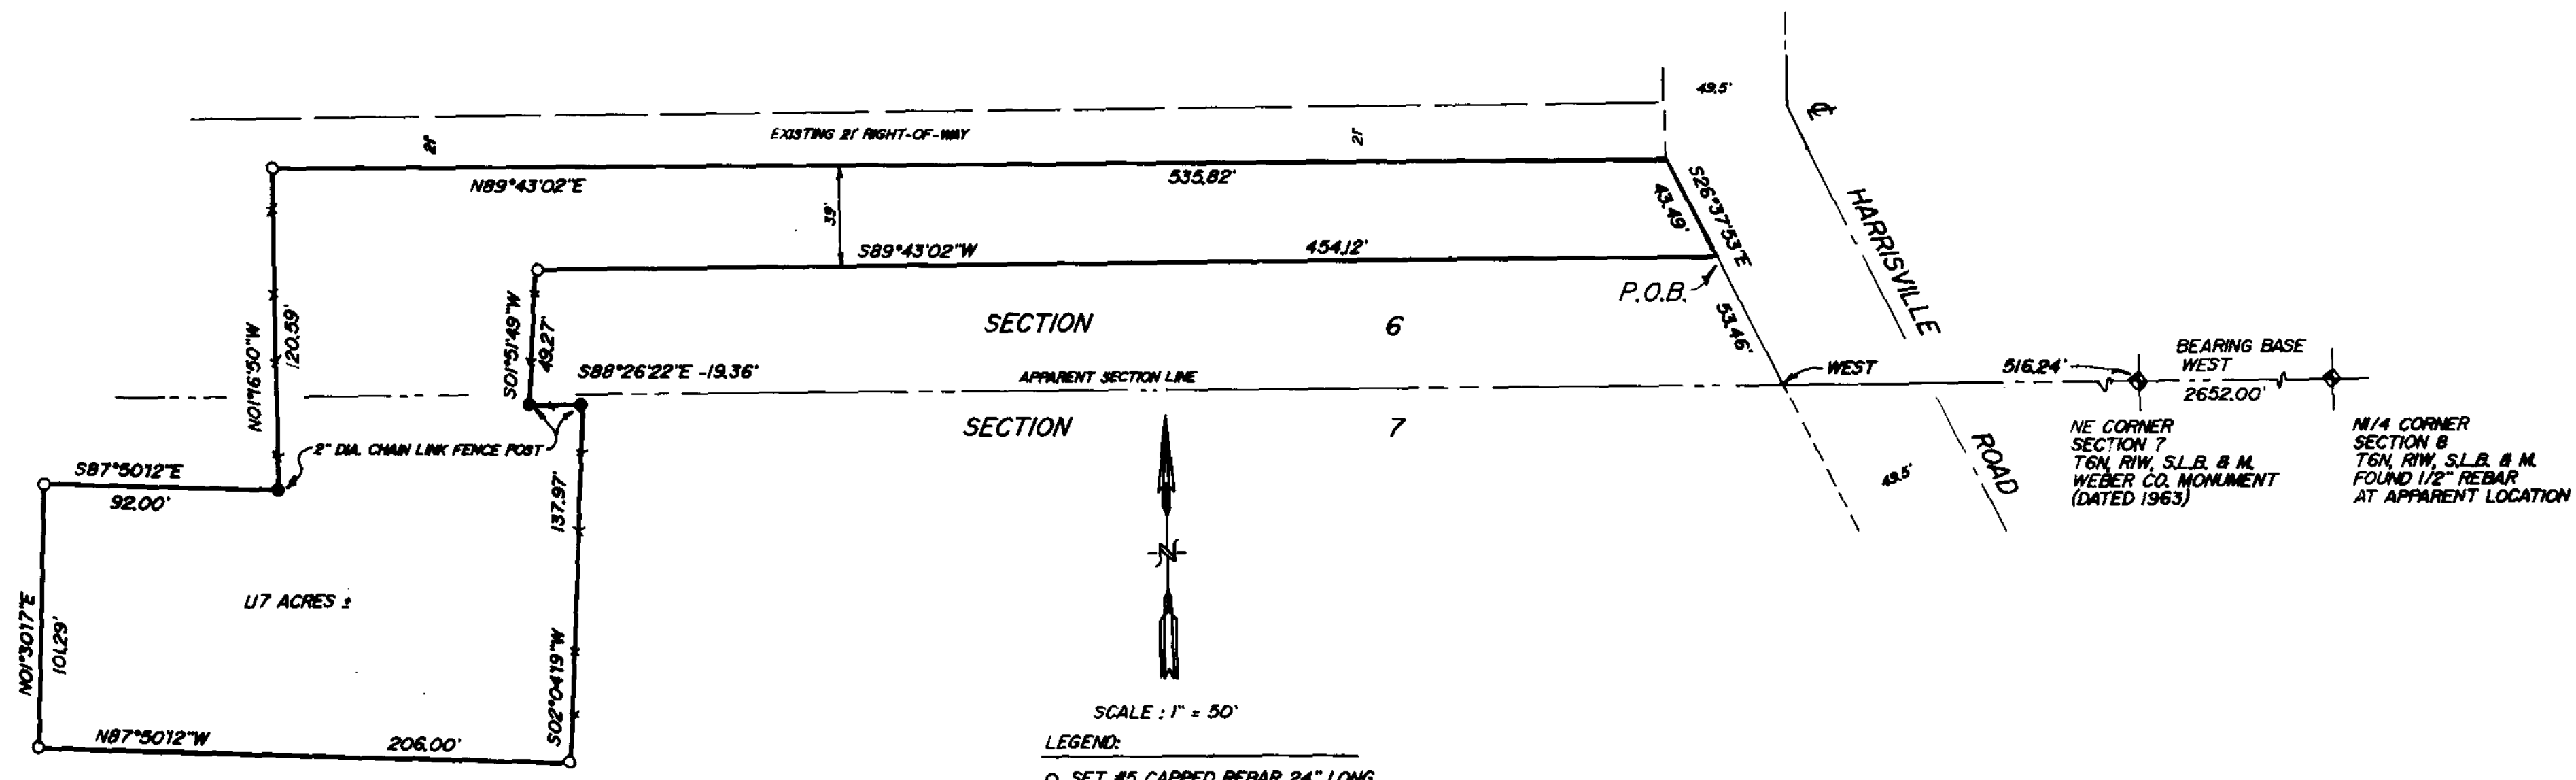 49.5'
℄
EXISTING 21' RIGHT-OF-WAY
21'
21'
N89°43'02"E
535.82'
S26°37'53"E
43.49'
39'
S89°43'02"W
454.12'
HARRISVILLE
P.O.B.
53.46'
N01°16'50"W
120.59'
S01°51'49"W
49.27'
SECTION 6
S88°26'22"E -19.36'
APPARENT SECTION LINE
WEST
516.24'
BEARING BASE
WEST
2652.00'
SECTION 7
2" DIA. CHAIN LINK FENCE POST
S87°50'12"E
92.00'
137.97'
ROAD
49.5'
NE CORNER
SECTION 7
T6N, R1W, S.L.B. & M.
WEBER CO. MONUMENT
(DATED 1963)
N1/4 CORNER
SECTION 8
T6N, R1W, S.L.B. & M.
FOUND 1/2" REBAR
AT APPARENT LOCATION
N
N01°30'17"E
101.29'
1.17 ACRES ±
S02°04'19"W
N87°50'12"W
206.00'
SCALE : 1" = 50'
LEGEND:
O SET #5 CAPPED REBAR 24" LONG